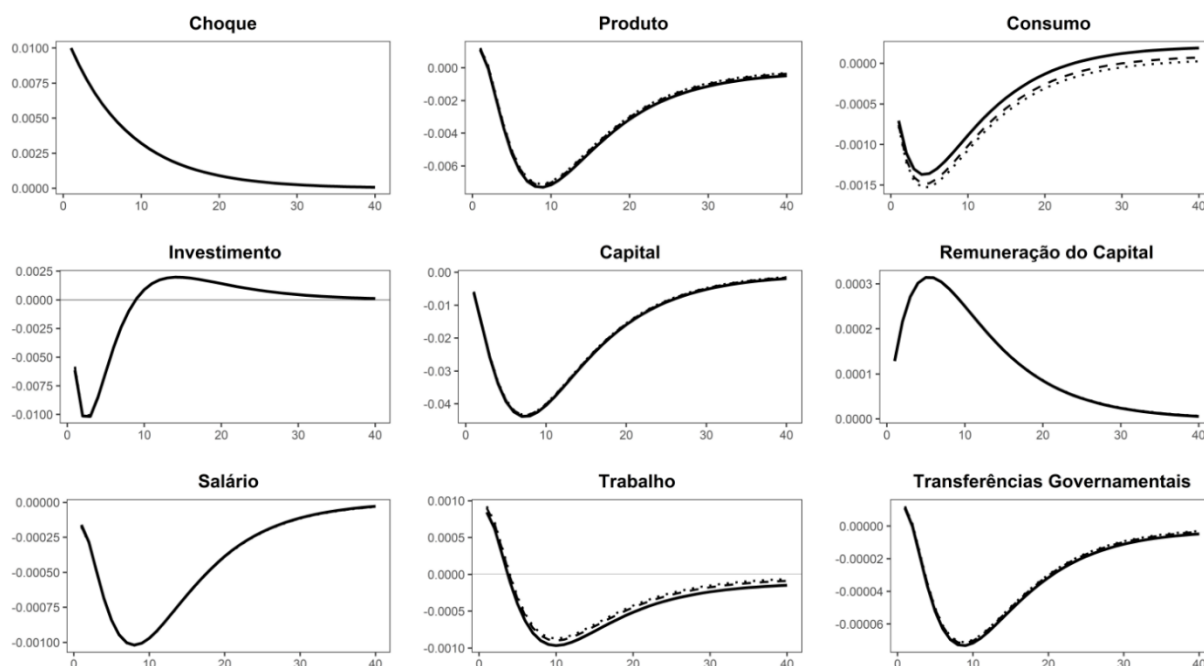 Choque
0.0100
0.0075
0.0050
0.0025
0.0000
0 10 20 30 40
Produto
0.000
-0.002
-0.004
-0.006
0 10 20 30 40
Consumo
0.0000
-0.0005
-0.0010
-0.0015
0 10 20 30 40
Investimento
0.0025
0.0000
-0.0025
-0.0050
-0.0075
-0.0100
0 10 20 30 40
Capital
0.00
-0.01
-0.02
-0.03
-0.04
0 10 20 30 40
Remuneração do Capital
0.0003
0.0002
0.0001
0.0000
0 10 20 30 40
Salário
0.00000
-0.00025
-0.00050
-0.00075
-0.00100
0 10 20 30 40
Trabalho
0.0010
0.0005
0.0000
-0.0005
-0.0010
0 10 20 30 40
Transferências Governamentais
0.00000
-0.00002
-0.00004
-0.00006
0 10 20 30 40